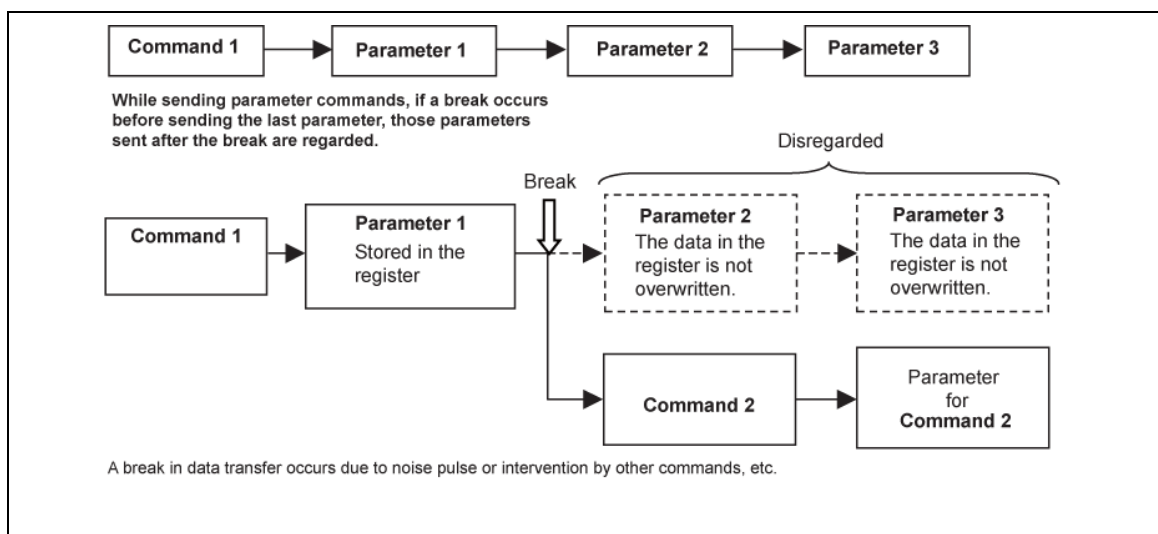 Command 1
Parameter 1
Parameter 2
Parameter 3
While sending parameter commands, if a break occurs
before sending the last parameter, those parameters
sent after the break are regarded.
Disregarded
Break
Command 1
Parameter 1
Stored in the
register
Parameter 2
The data in the
register is not
overwritten.
Parameter 3
The data in the
register is not
overwritten.
Command 2
Parameter
for
Command 2
A break in data transfer occurs due to noise pulse or intervention by other commands, etc.